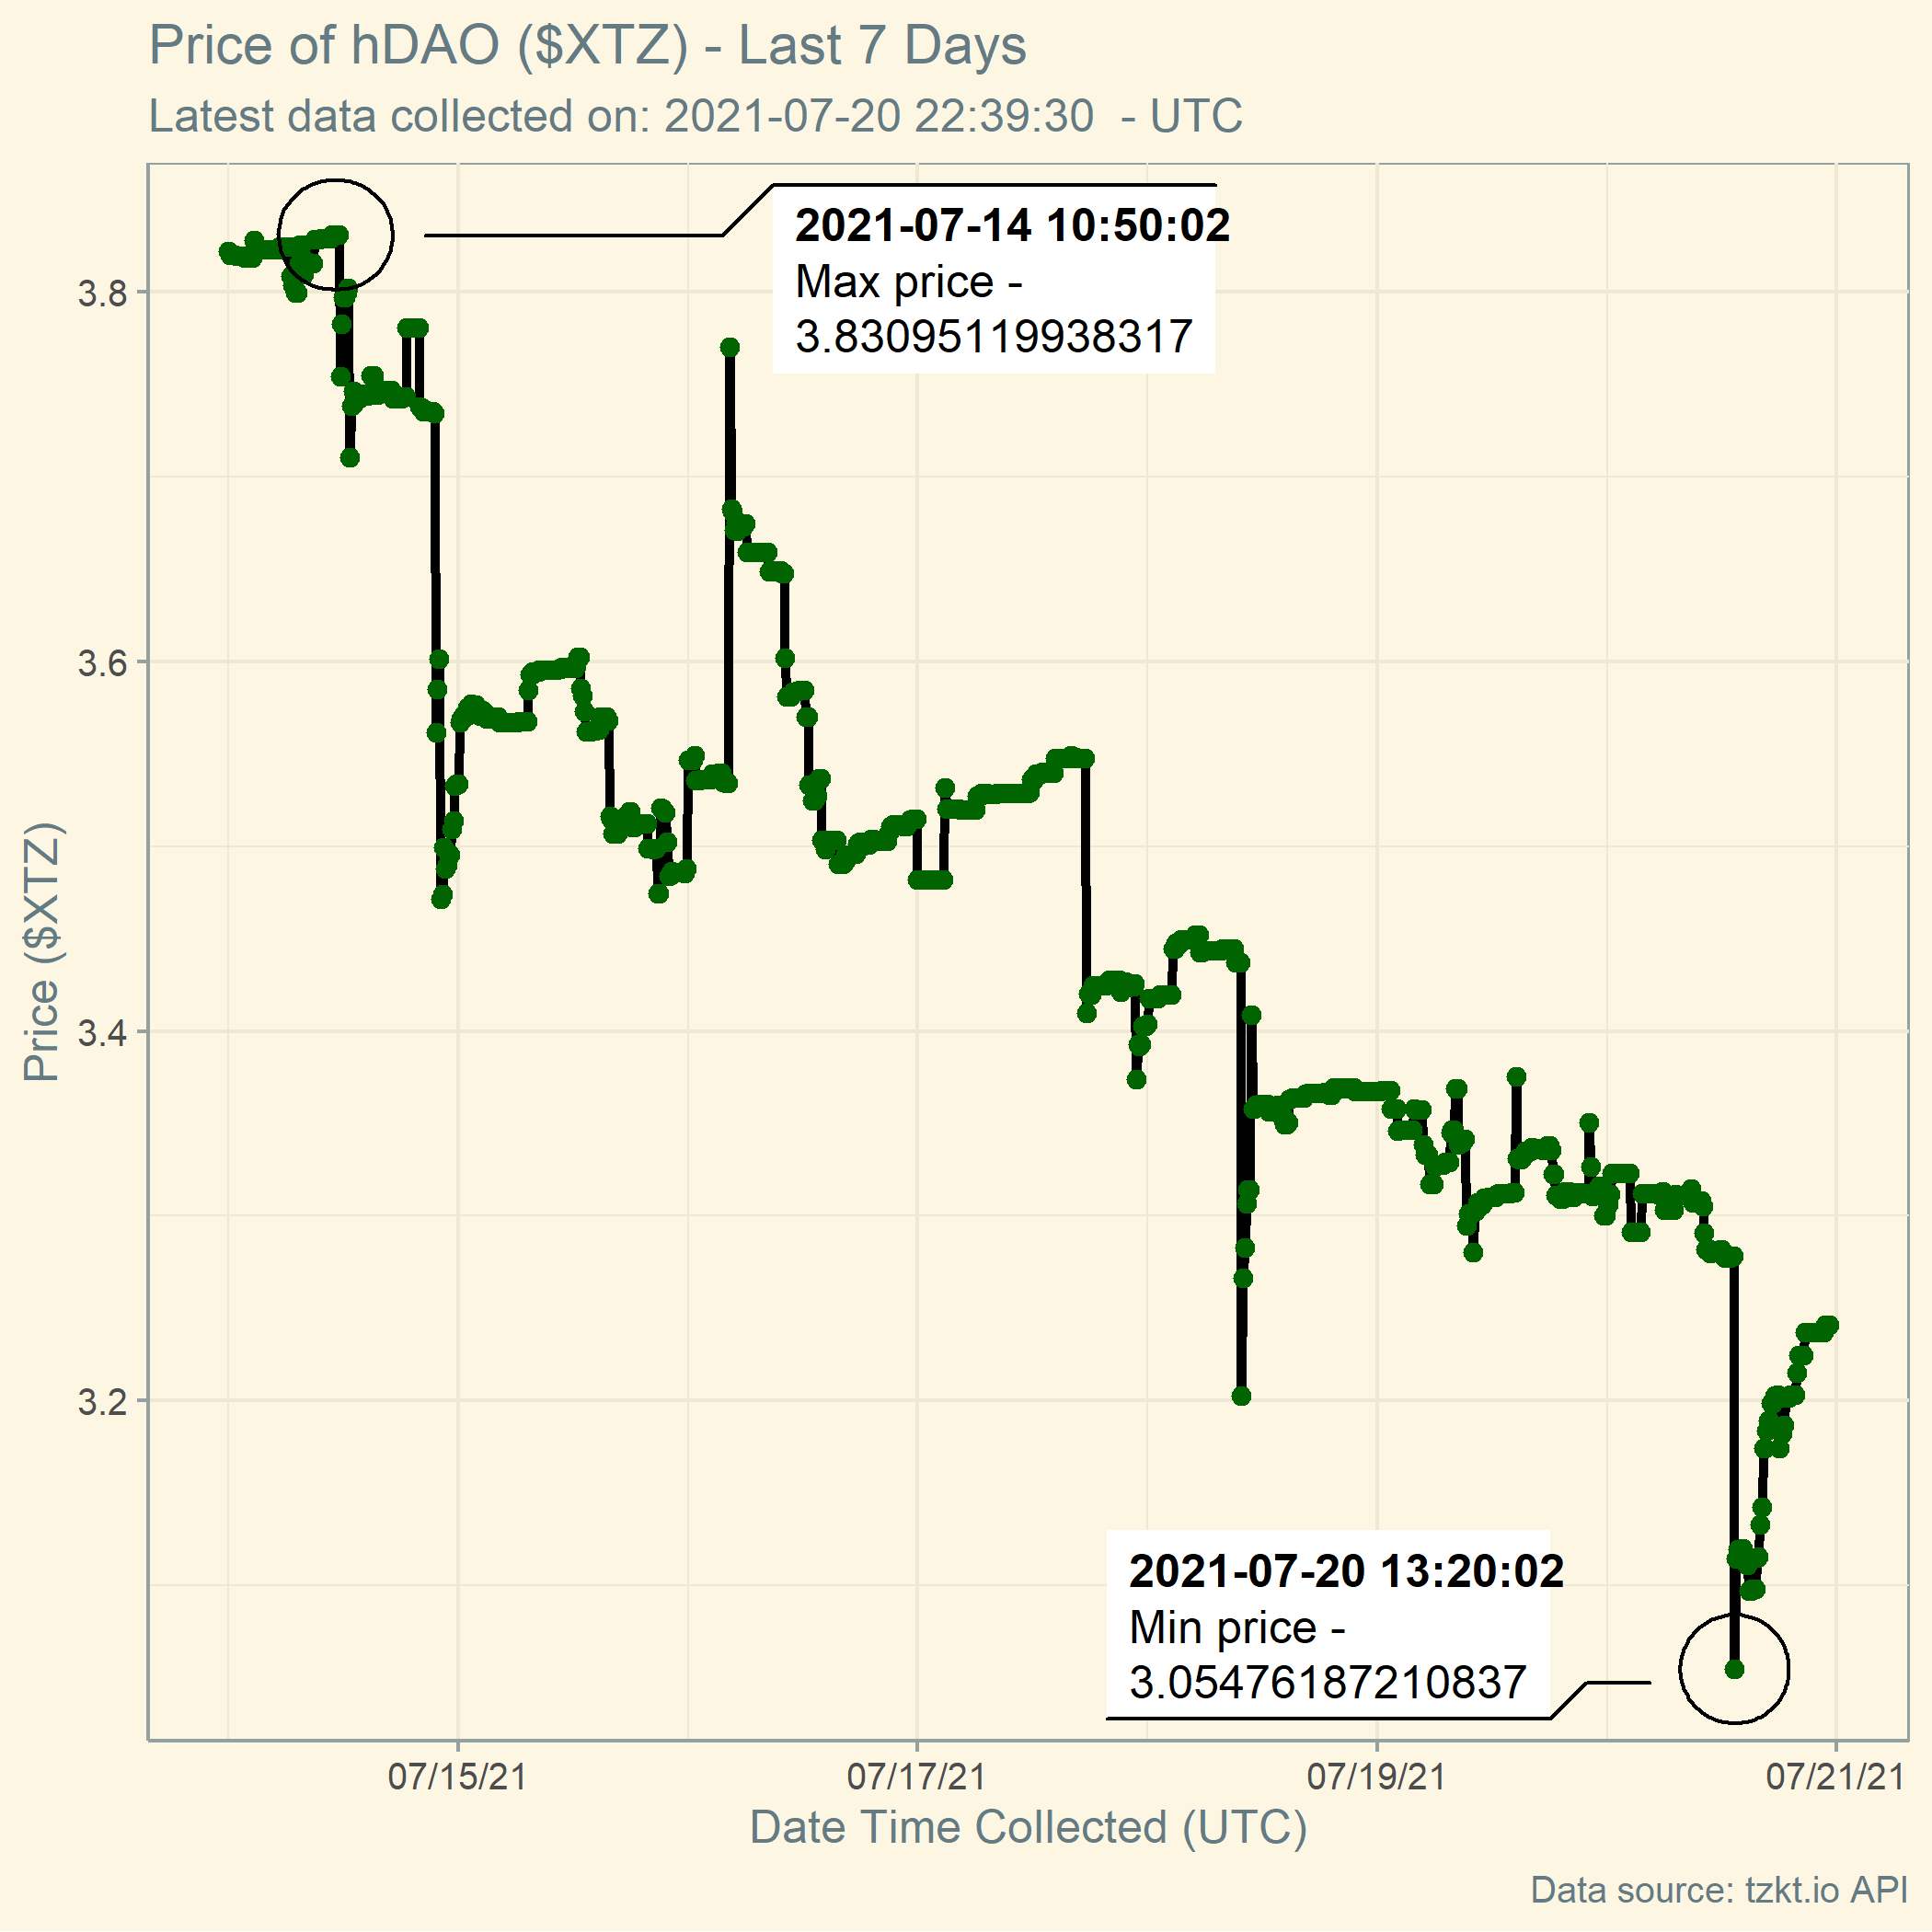 Price of hDAO ($XTZ) - Last 7 Days
Latest data collected on: 2021-07-20 22:39:30  - UTC
2021-07-14 10:50:02
Max price -
3.83095119938317
3.8
3.6
3.4
3.2
Price ($XTZ)
2021-07-20 13:20:02
Min price -
3.05476187210837
07/15/21
07/17/21
07/19/21
07/21/21
Date Time Collected (UTC)
Data source: tzkt.io API